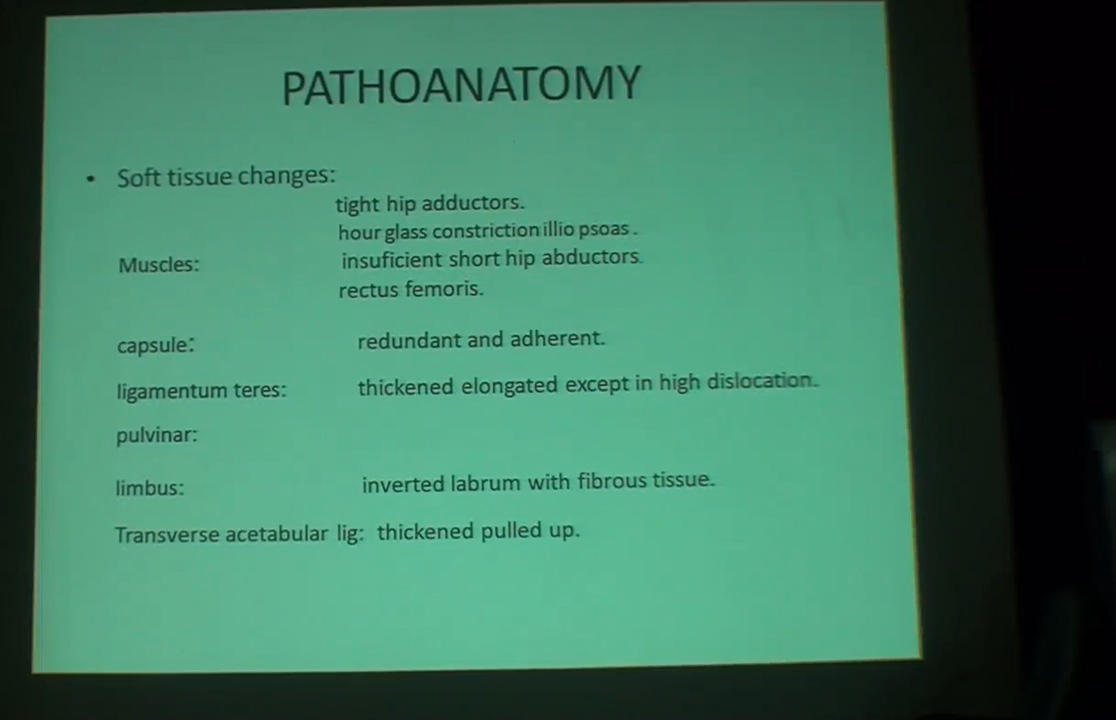 PATHOANATOMY
• Soft tissue changes:
tight hip adductors.
hour glass constriction illio psoas .
Muscles: insuficient short hip abductors.
rectus femoris.
capsule: redundant and adherent.
ligamentum teres: thickened elongated except in high dislocation.
pulvinar:
limbus: inverted labrum with fibrous tissue.
Transverse acetabular lig: thickened pulled up.